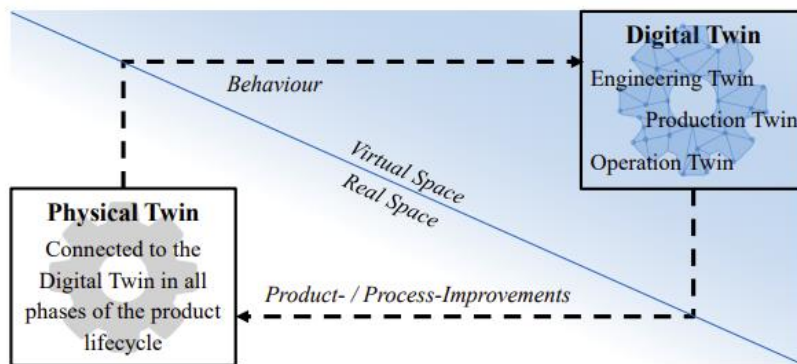 Digital Twin
Engineering Twin
Production Twin
Operation Twin
Behaviour
Virtual Space
Real Space
Physical Twin
Connected to the
Digital Twin in all
phases of the product
lifecycle
Product- / Process-Improvements